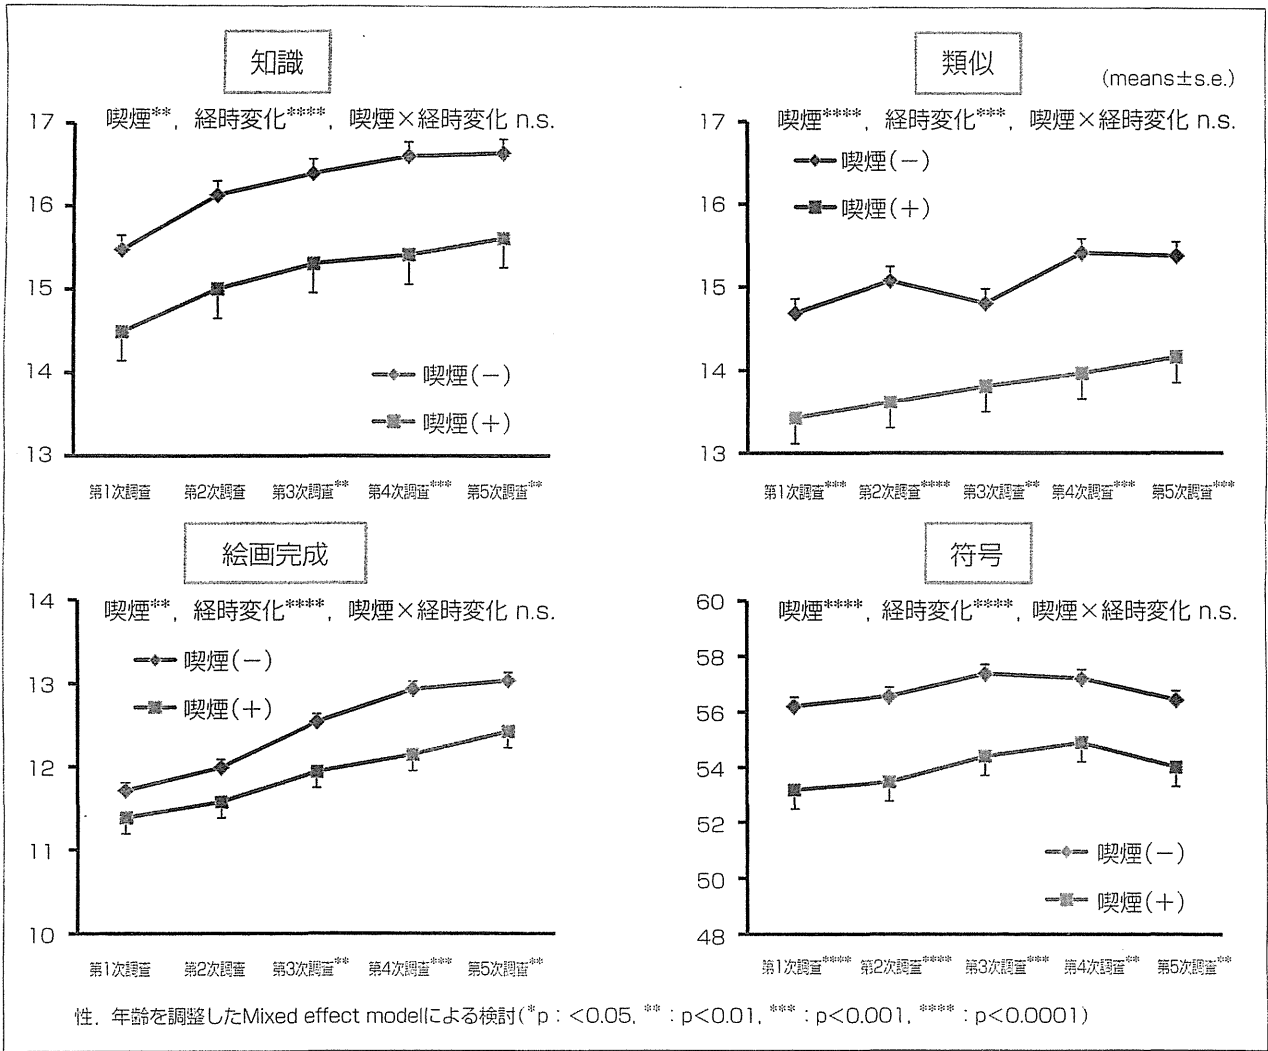 知識
喫煙**, 経時変化****, 喫煙×経時変化 n.s.
17
16
15
14
13
喫煙(−)
喫煙(+)
第1次調査 第2次調査 第3次調査** 第4次調査*** 第5次調査**
類似
(means±s.e.)
喫煙****, 経時変化***, 喫煙×経時変化 n.s.
17
16
15
14
13
喫煙(−)
喫煙(+)
第1次調査*** 第2次調査**** 第3次調査** 第4次調査*** 第5次調査***
絵画完成
喫煙**, 経時変化****, 喫煙×経時変化 n.s.
14
13
12
11
10
喫煙(−)
喫煙(+)
第1次調査 第2次調査 第3次調査** 第4次調査*** 第5次調査**
符号
喫煙****, 経時変化****, 喫煙×経時変化 n.s.
60
58
56
54
52
50
48
喫煙(−)
喫煙(+)
第1次調査**** 第2次調査**** 第3次調査*** 第4次調査** 第5次調査**
性, 年齢を調整したMixed effect modelによる検討(*p:<0.05, **:p<0.01, ***:p<0.001, ****:p<0.0001)